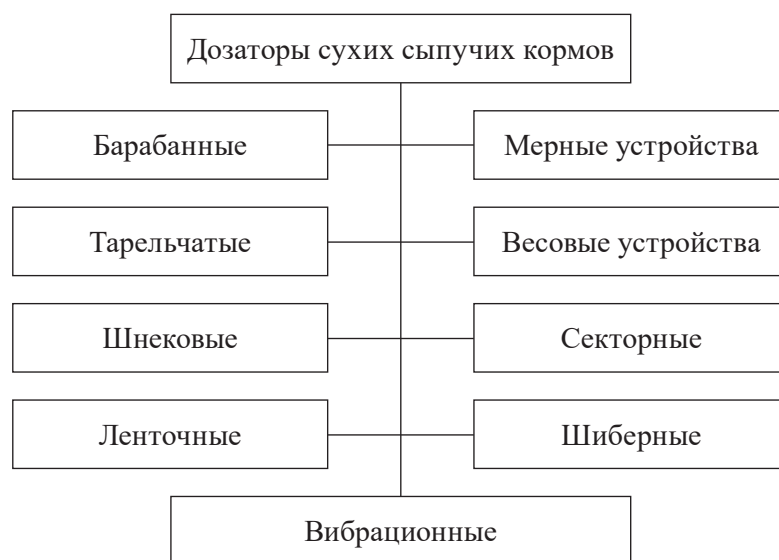 Дозаторы сухих сыпучих кормов
Барабанные
Мерные устройства
Тарельчатые
Весовые устройства
Шнековые
Секторные
Ленточные
Шиберные
Вибрационные